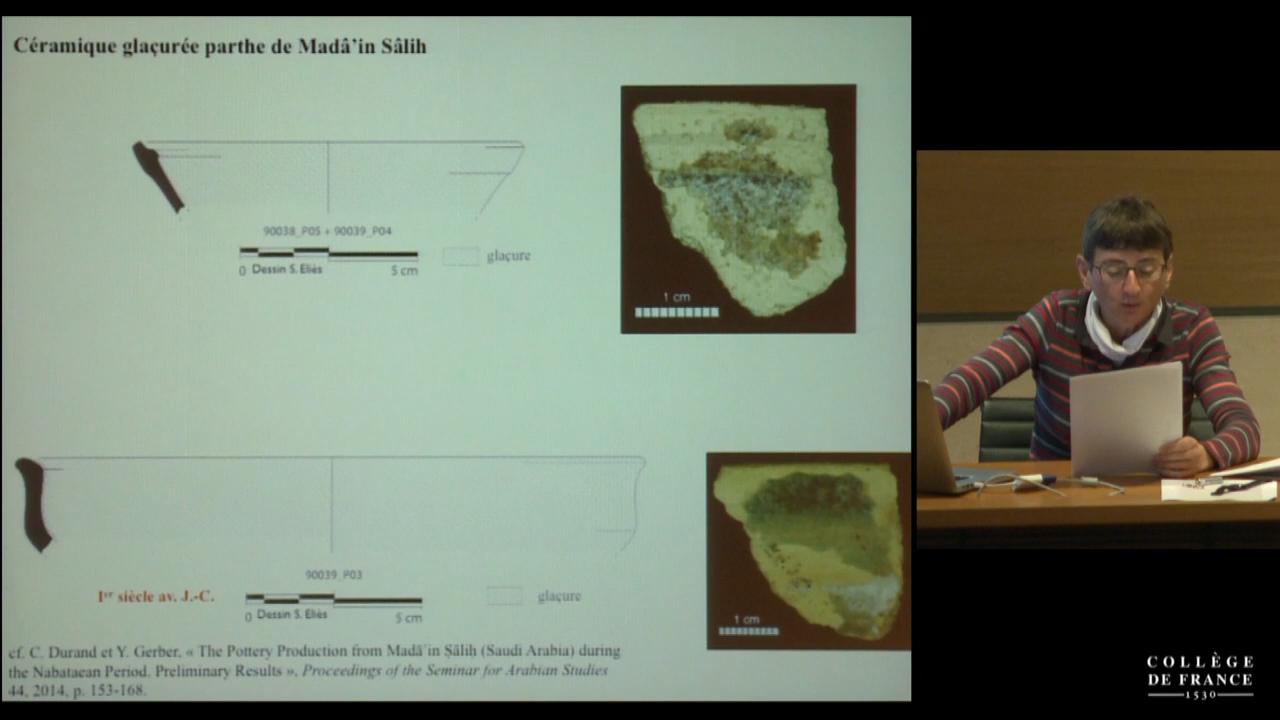 Céramique glaçurée parthe de Madâ'in Sâlih
90038_P05 + 90039_P04
0 Dessin S. Eliès 5 cm
glaçure
1 cm
90039_P03
Iᵉʳ siècle av. J.-C.
0 Dessin S. Eliès 5 cm
glaçure
1 cm
cf. C. Durand et Y. Gerber, « The Pottery Production from Madā'in Ṣāliḥ (Saudi Arabia) during
the Nabataean Period. Preliminary Results », Proceedings of the Seminar for Arabian Studies
44, 2014, p. 153-168.
COLLÈGE
DE FRANCE
1530